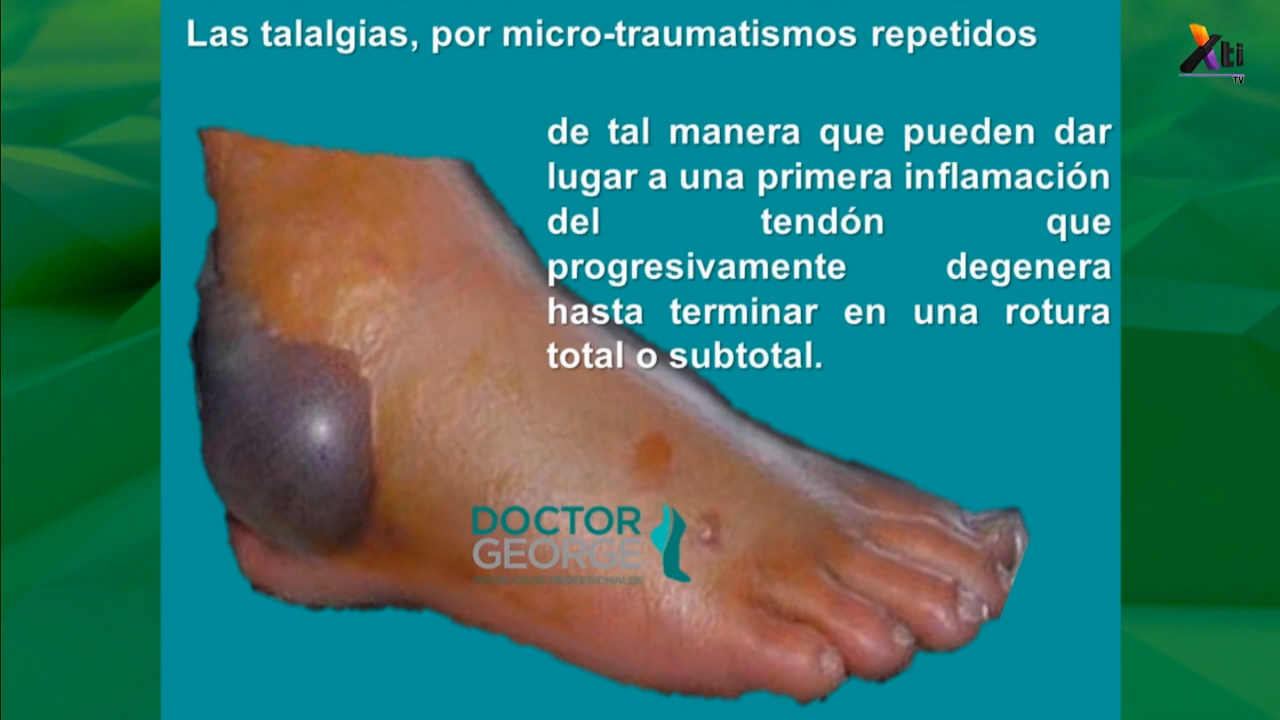 Las talalgias, por micro-traumatismos repetidos
Xti
TV
de tal manera que pueden dar
lugar a una primera inflamación
del tendón que
progresivamente degenera
hasta terminar en una rotura
total o subtotal.
DOCTOR
GEORGE
PROFESIONALES